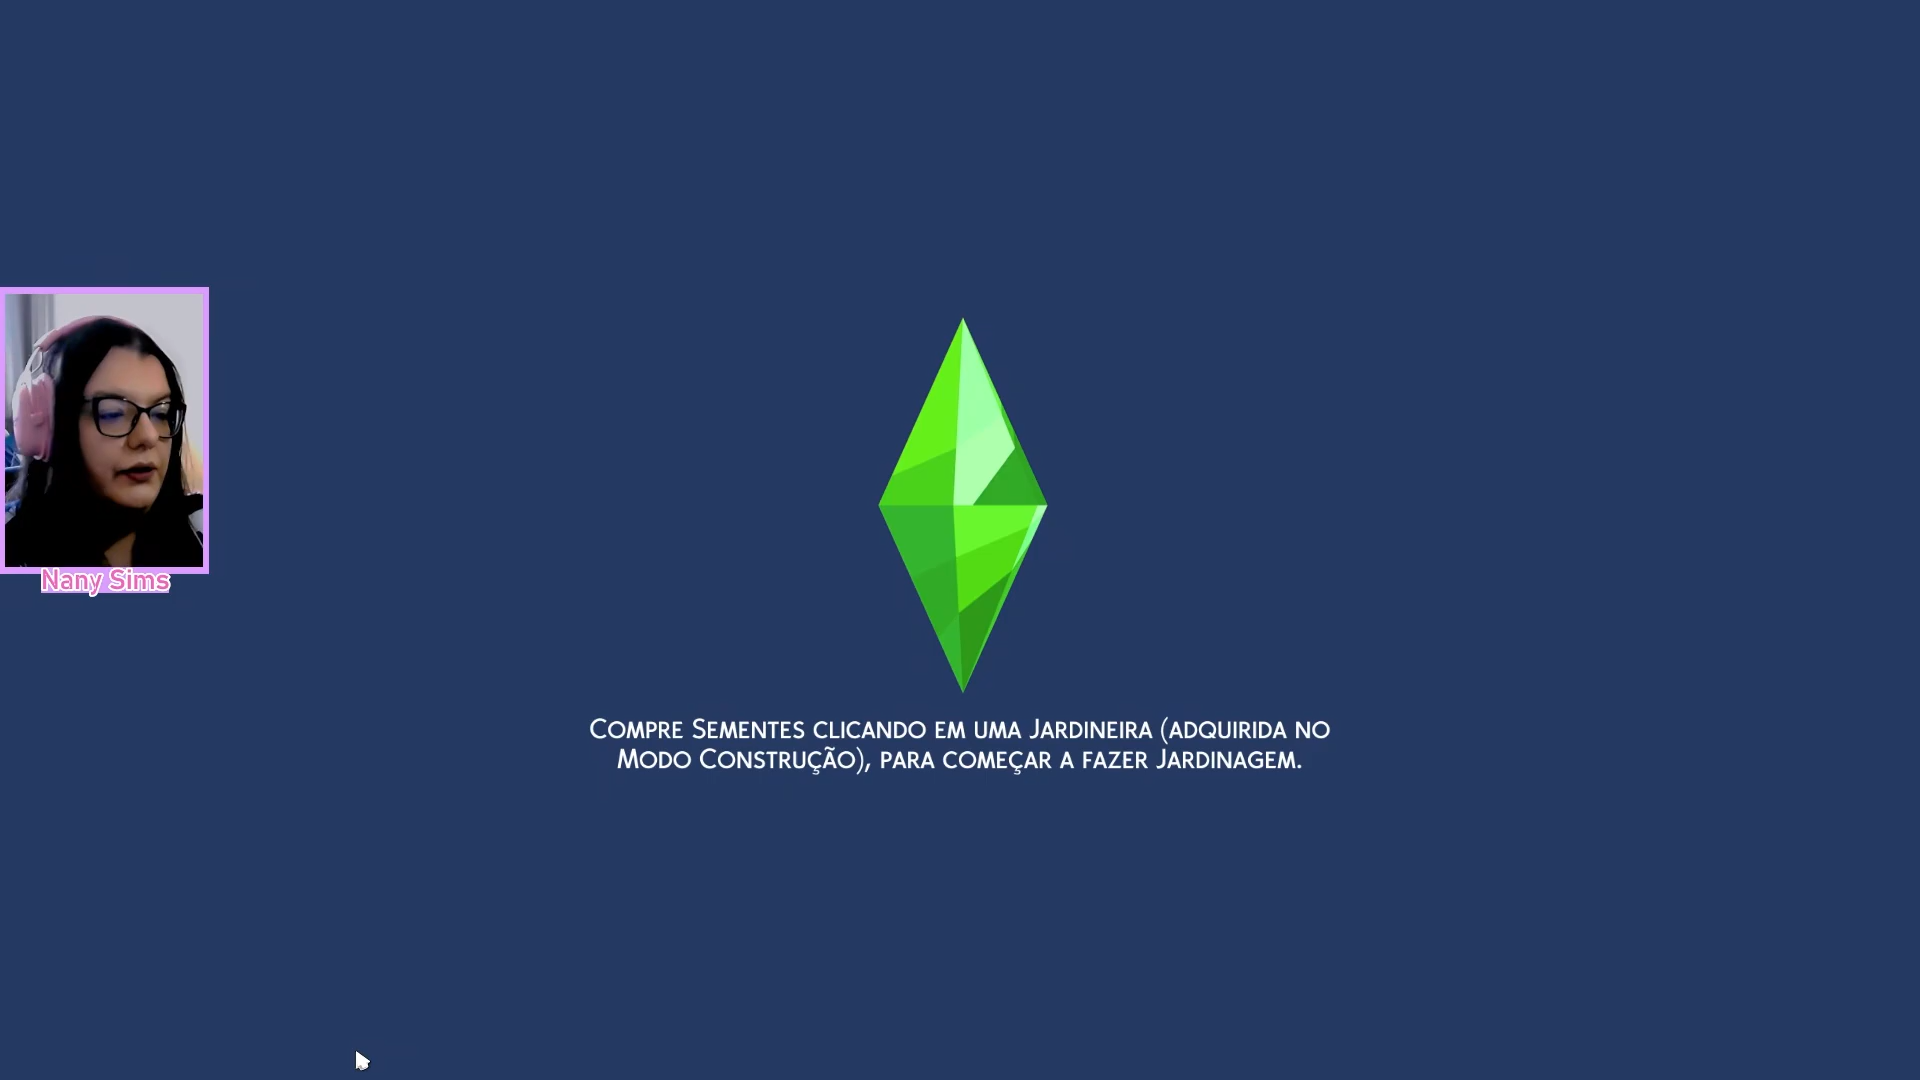 Nany Sims
Compre Sementes clicando em uma Jardineira (adquirida no
Modo Construção), para começar a fazer Jardinagem.